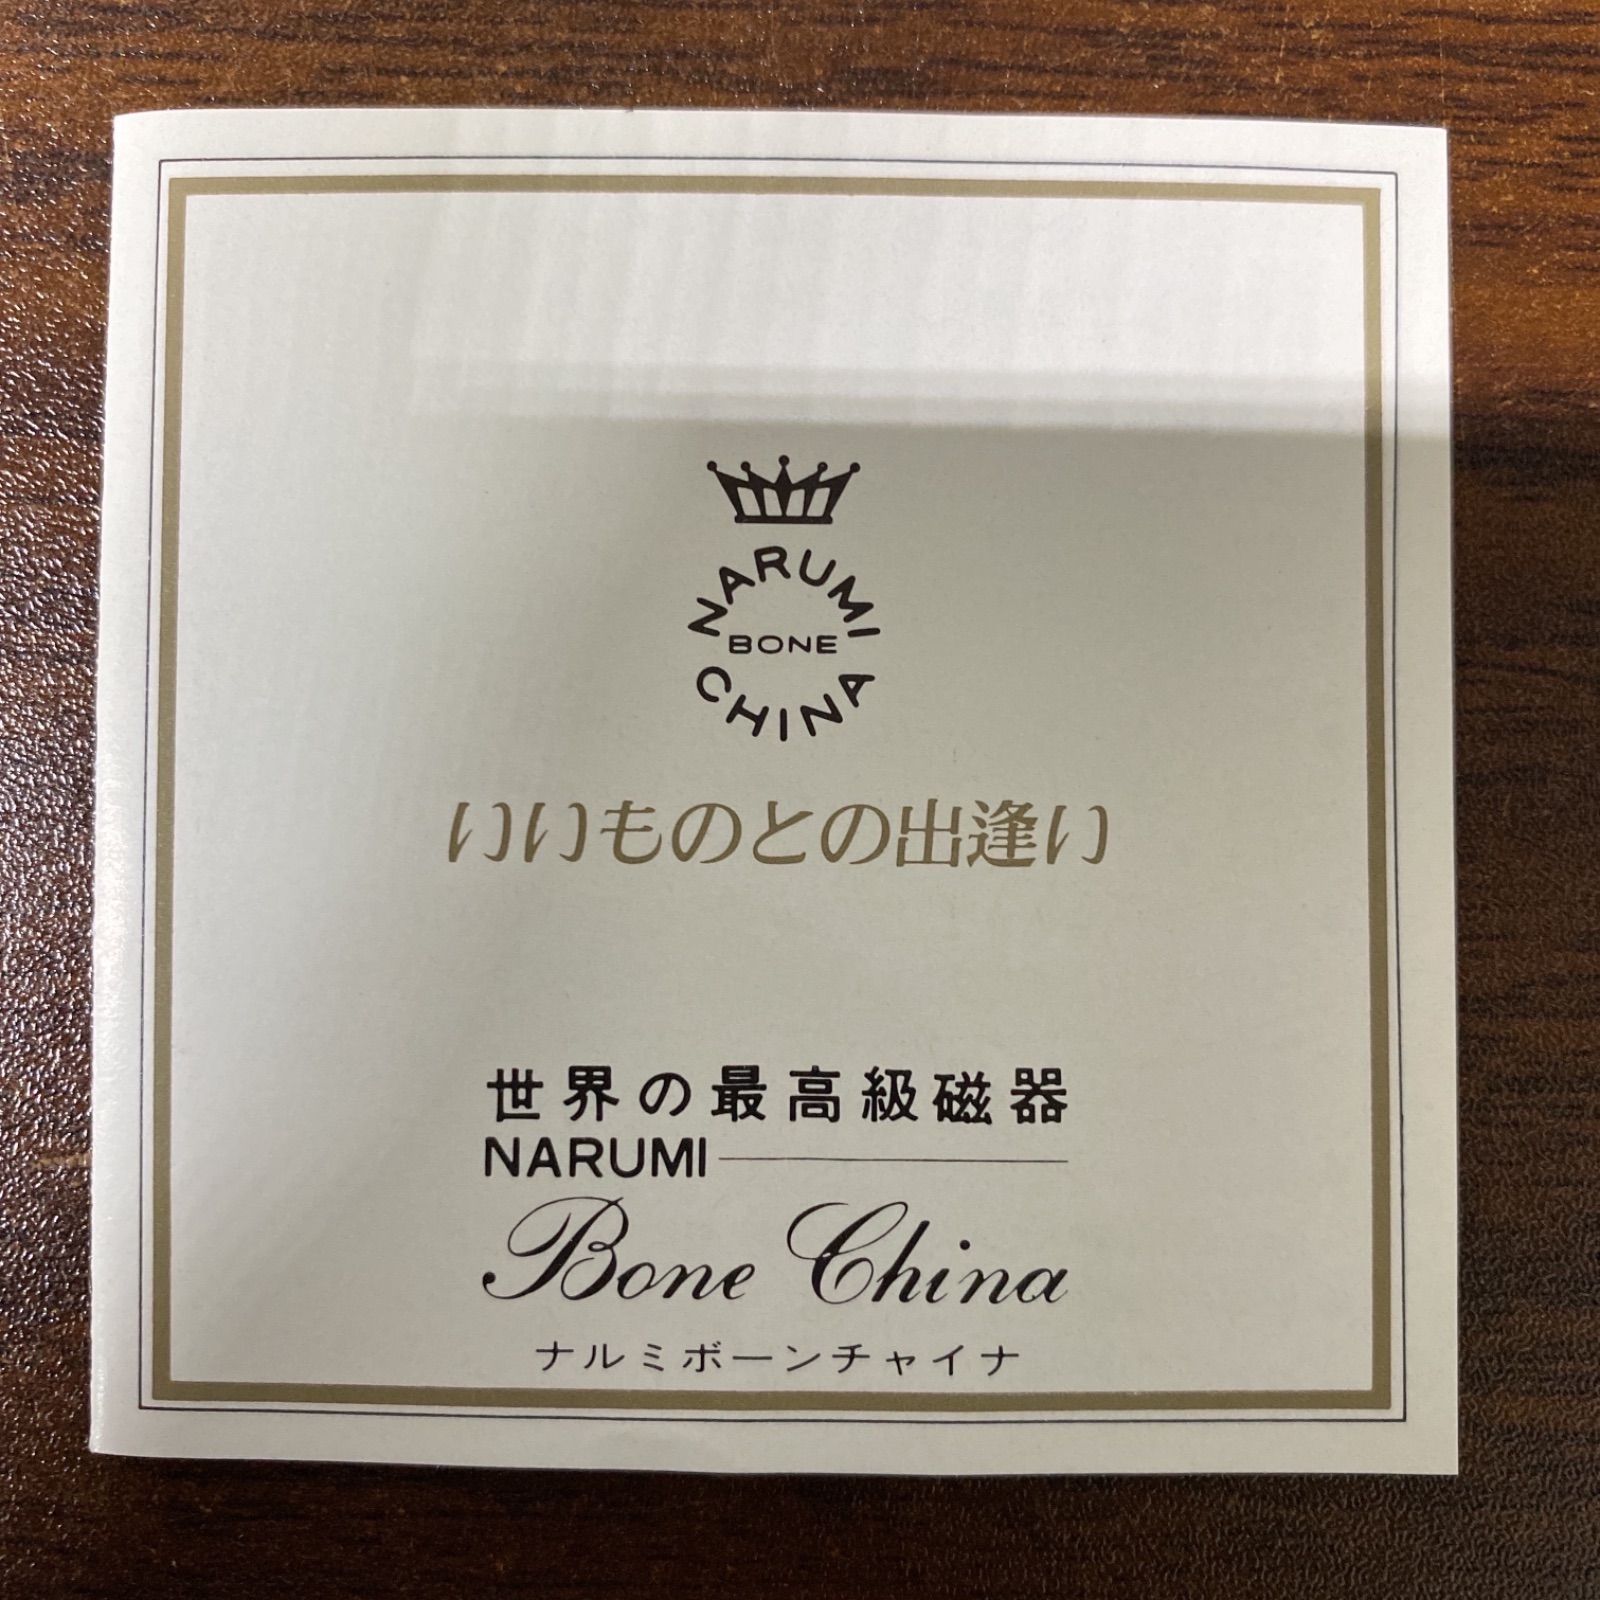 NARUMI
BONE
CHINA
いいものとの出逢い
世界の最高級磁器
NARUMI
Bone China
ナルミボーンチャイナ